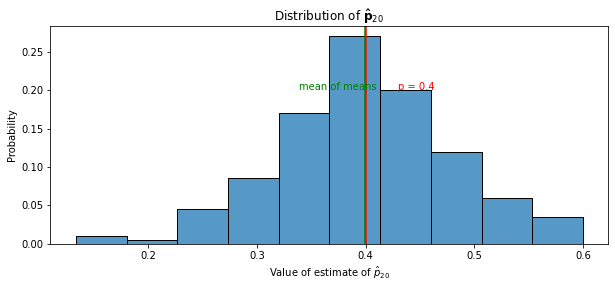 Distribution of p̂₂₀
0.25
0.20
0.15
0.10
0.05
0.00
Probability
mean of means
p = 0.4
0.2 0.3 0.4 0.5 0.6
Value of estimate of p̂₂₀